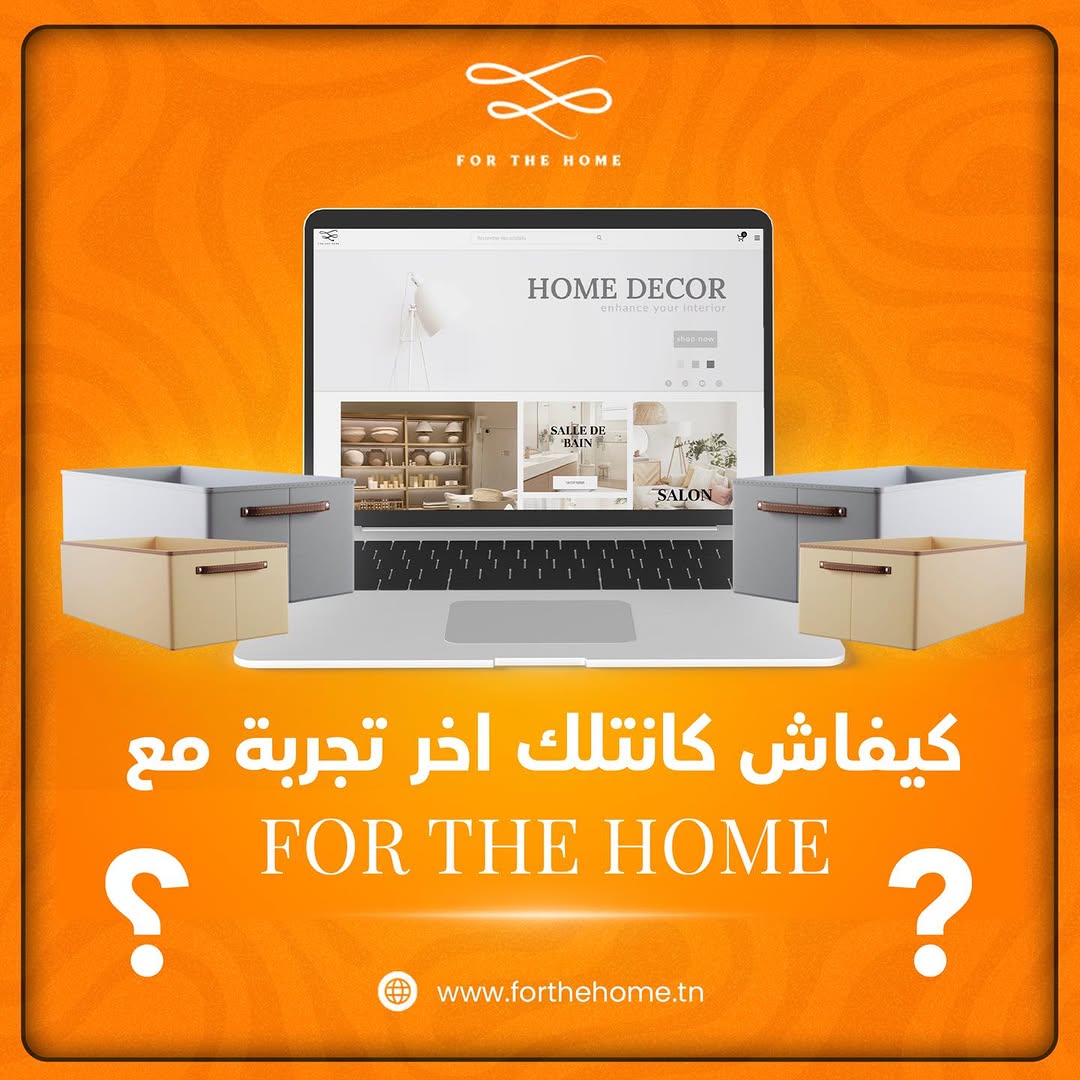 FOR THE HOME
HOME DECOR
enhance your interior
shop now
SALLE DE
BAIN
SALON
كيفاش كانتلك اخر تجربة مع
FOR THE HOME
؟ ?
www.forthehome.tn